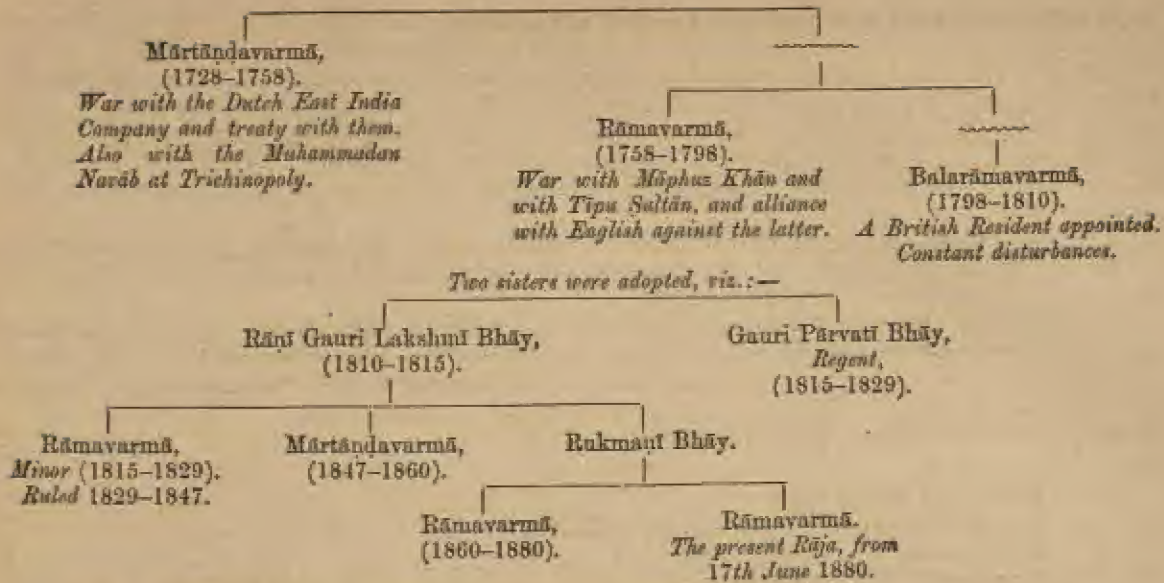 Mārtāṇḍavarmā,
(1728–1758).
War with the Dutch East India
Company and treaty with them.
Also with the Muhammadan
Navāb at Trichinopoly.
Rāmavarmā,
(1758–1798).
War with Māphuz Khān and
with Tīpu Sultān, and alliance
with English against the latter.
Balarāmavarmā,
(1798–1810).
A British Resident appointed.
Constant disturbances.
Two sisters were adopted, viz.:—
Rāṇī Gauri Lakshmī Bhāy,
(1810–1815).
Gauri Pārvatī Bhāy,
Regent,
(1815–1829).
Rāmavarmā,
Minor (1815–1829).
Ruled 1829–1847.
Mārtāṇḍavarmā,
(1847–1860).
Rukmaṇī Bhāy.
Rāmavarmā,
(1860–1880).
Rāmavarmā.
The present Rāja, from
17th June 1880.